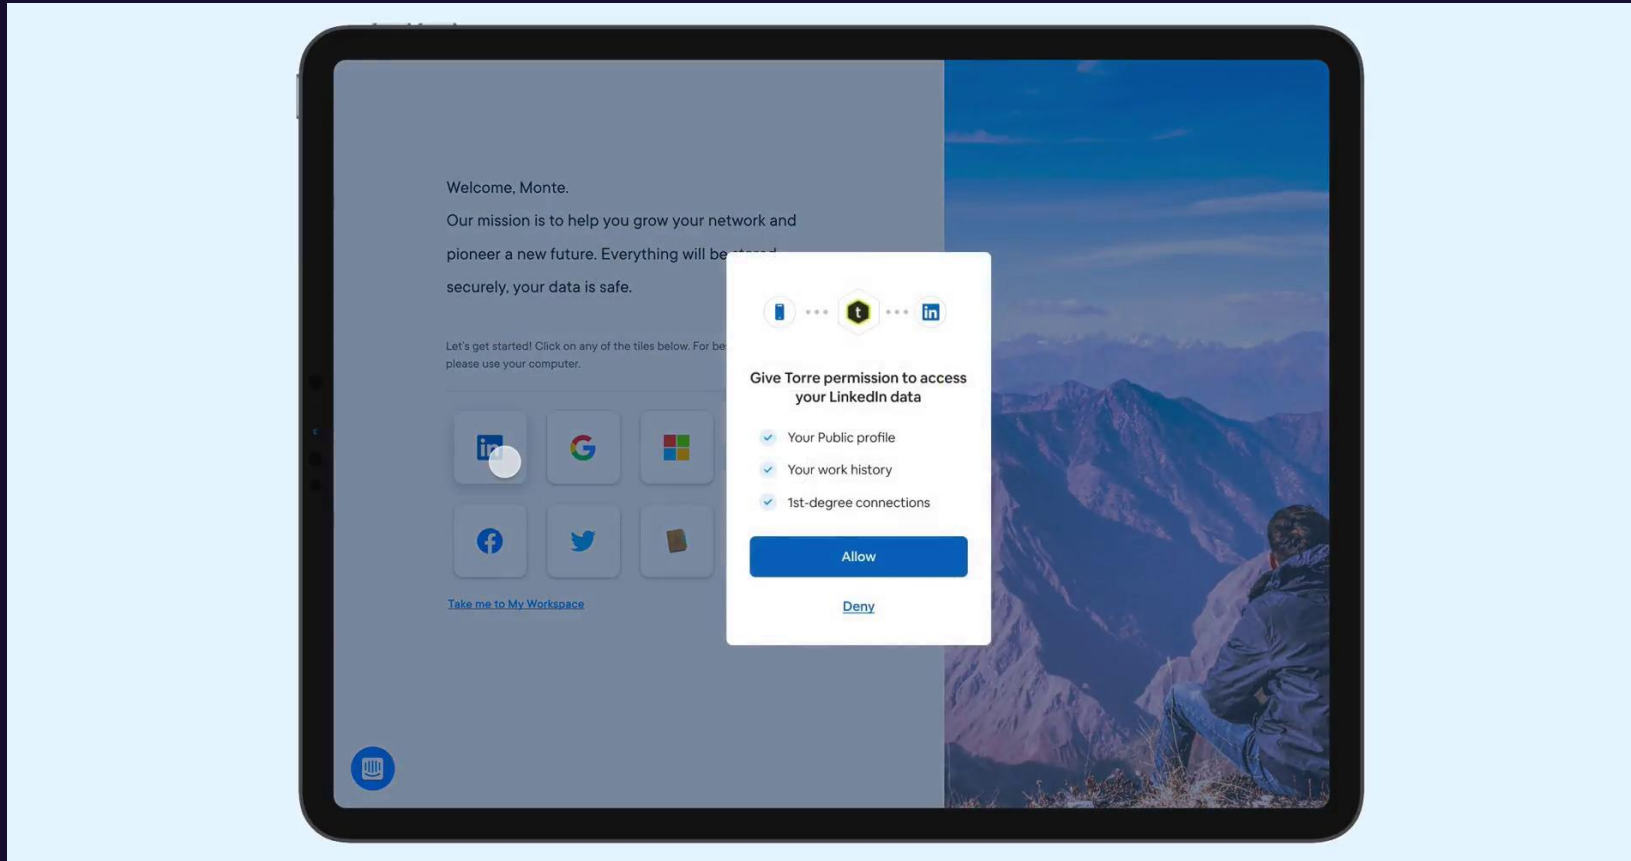 Welcome, Monte.
Our mission is to help you grow your network and
pioneer a new future. Everything will be stored
securely, your data is safe.
Let's get started! Click on any of the tiles below. For be
please use your computer.
Take me to My Workspace
t
in
Give Torre permission to access
your LinkedIn data
Your Public profile
Your work history
1st-degree connections
Allow
Deny
in
G
f